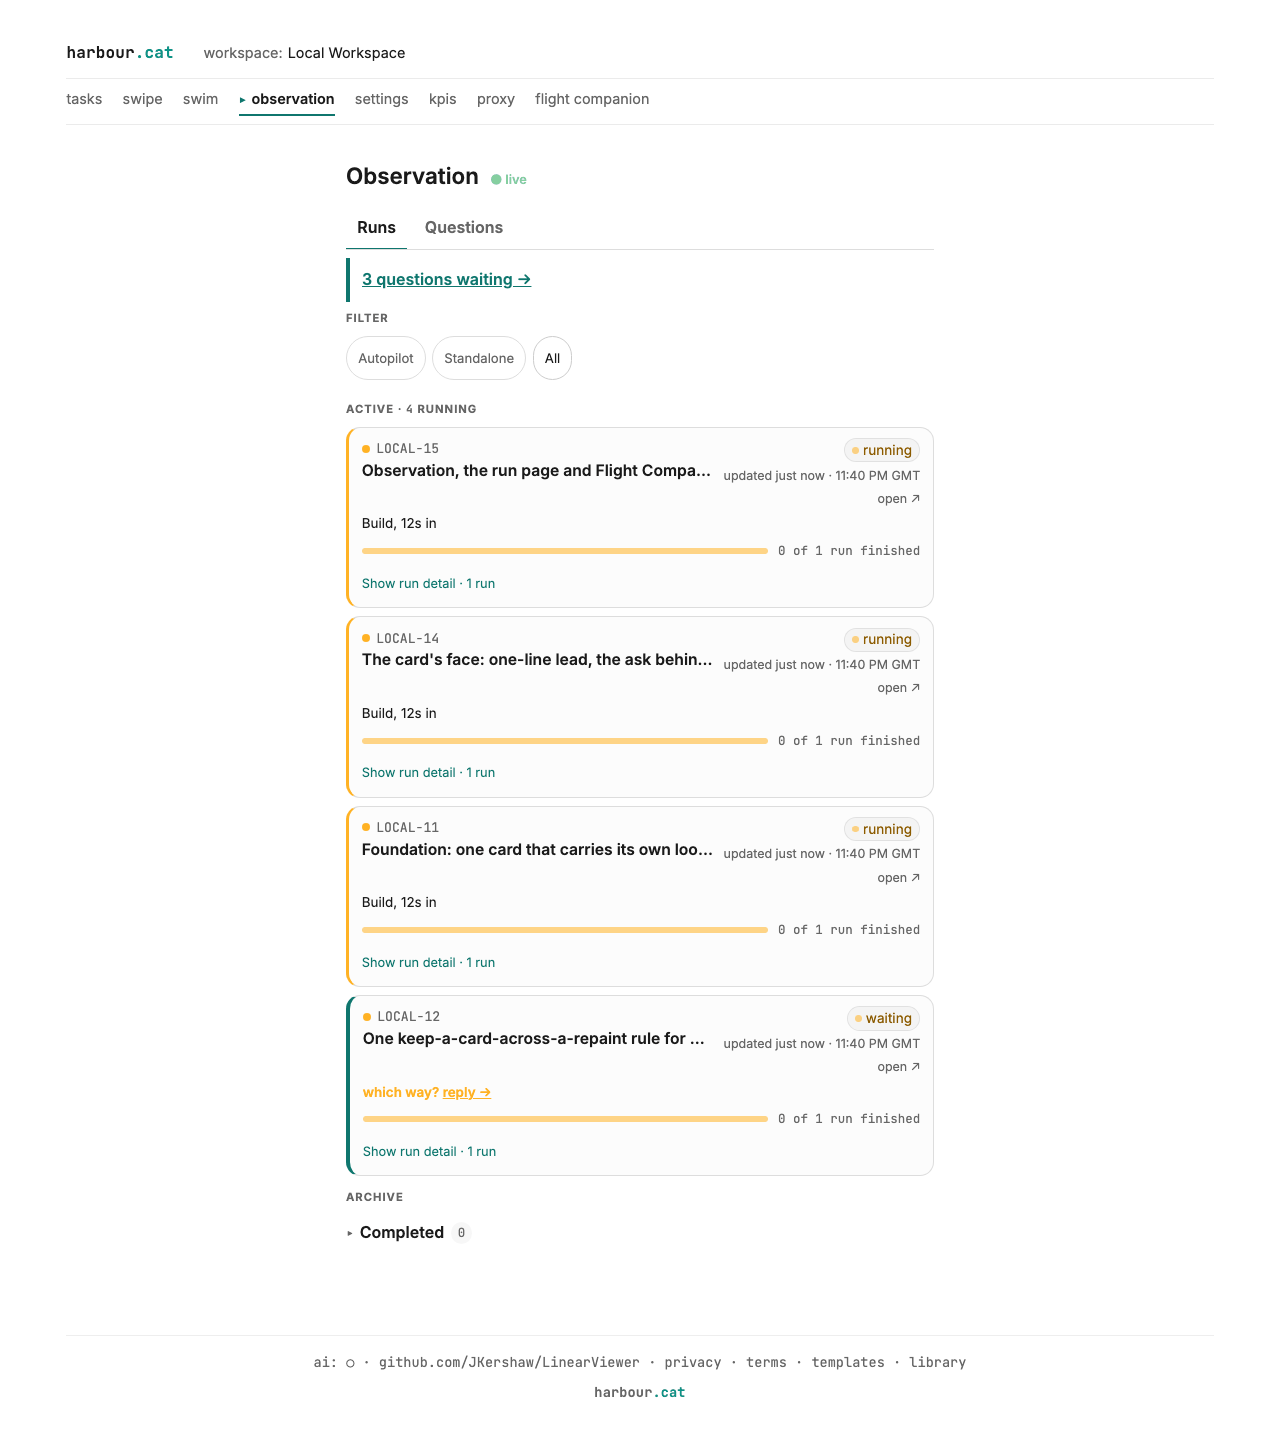 harbour.cat workspace: Local Workspace
tasks swipe swim ▸ observation settings kpis proxy flight companion
Observation ● live
Runs Questions
3 questions waiting →
FILTER
Autopilot Standalone All
ACTIVE · 4 RUNNING
LOCAL-15 running
Observation, the run page and Flight Compa... updated just now · 11:40 PM GMT
open ↗
Build, 12s in
0 of 1 run finished
Show run detail · 1 run
LOCAL-14 running
The card's face: one-line lead, the ask behin... updated just now · 11:40 PM GMT
open ↗
Build, 12s in
0 of 1 run finished
Show run detail · 1 run
LOCAL-11 running
Foundation: one card that carries its own loo... updated just now · 11:40 PM GMT
open ↗
Build, 12s in
0 of 1 run finished
Show run detail · 1 run
LOCAL-12 waiting
One keep-a-card-across-a-repaint rule for ... updated just now · 11:40 PM GMT
open ↗
which way? reply →
0 of 1 run finished
Show run detail · 1 run
ARCHIVE
▸ Completed 0
ai: ○ · github.com/JKershaw/LinearViewer · privacy · terms · templates · library
harbour.cat